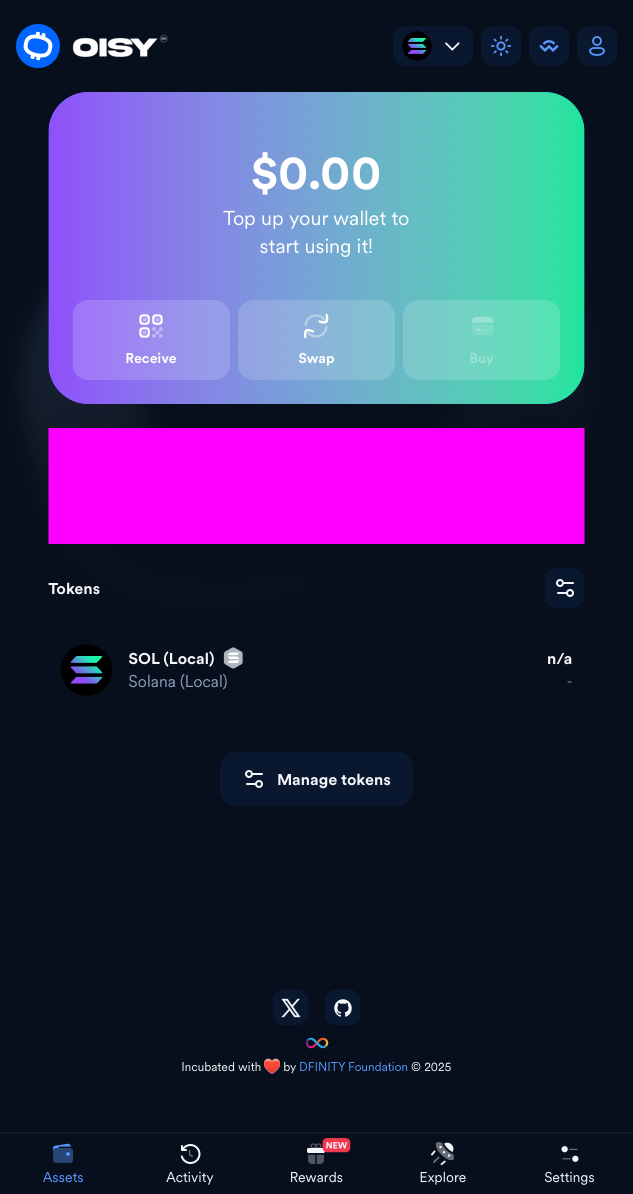 OISY
$0.00
Top up your wallet to
start using it!
Receive
Swap
Buy
Tokens
SOL (Local)
n/a
Solana (Local)
-
Manage tokens
Incubated with ❤️ by DFINITY Foundation © 2025
NEW
Assets
Activity
Rewards
Explore
Settings